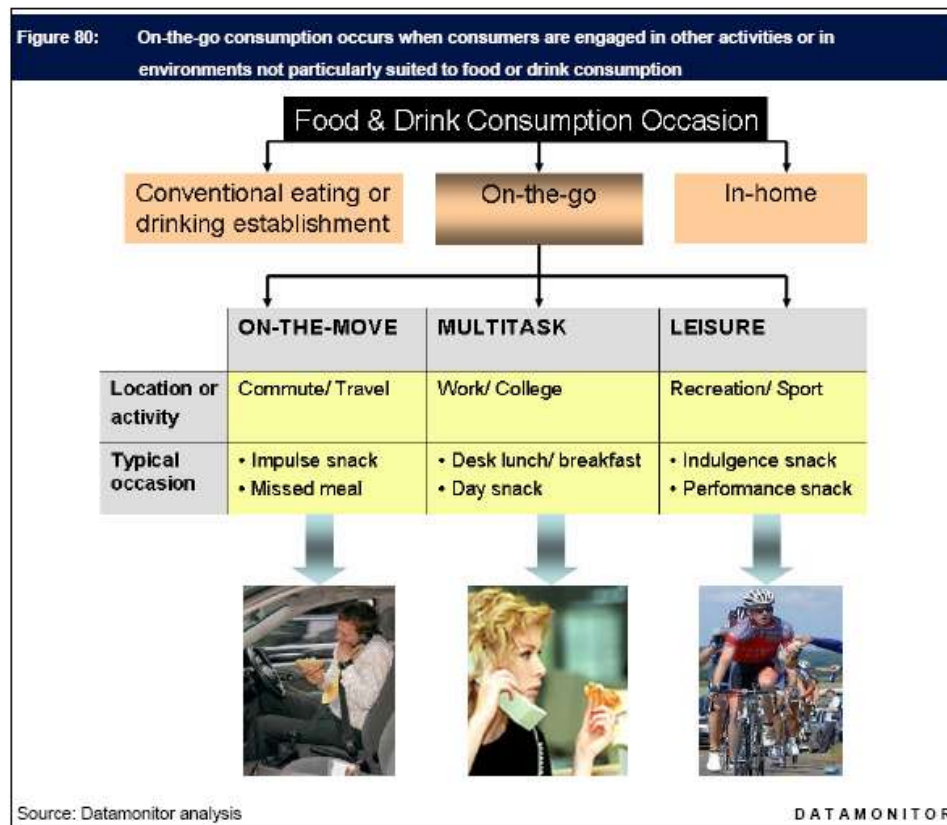 Figure 80: On-the-go consumption occurs when consumers are engaged in other activities or in
environments not particularly suited to food or drink consumption
Food & Drink Consumption Occasion
Conventional eating or
drinking establishment
On-the-go
In-home
ON-THE-MOVE MULTITASK LEISURE
Location or
activity
Commute/ Travel
Work/ College
Recreation/ Sport
Typical
occasion
• Impulse snack
• Missed meal
• Desk lunch/ breakfast
• Day snack
• Indulgence snack
• Performance snack
Source: Datamonitor analysis
DATAMONITOR